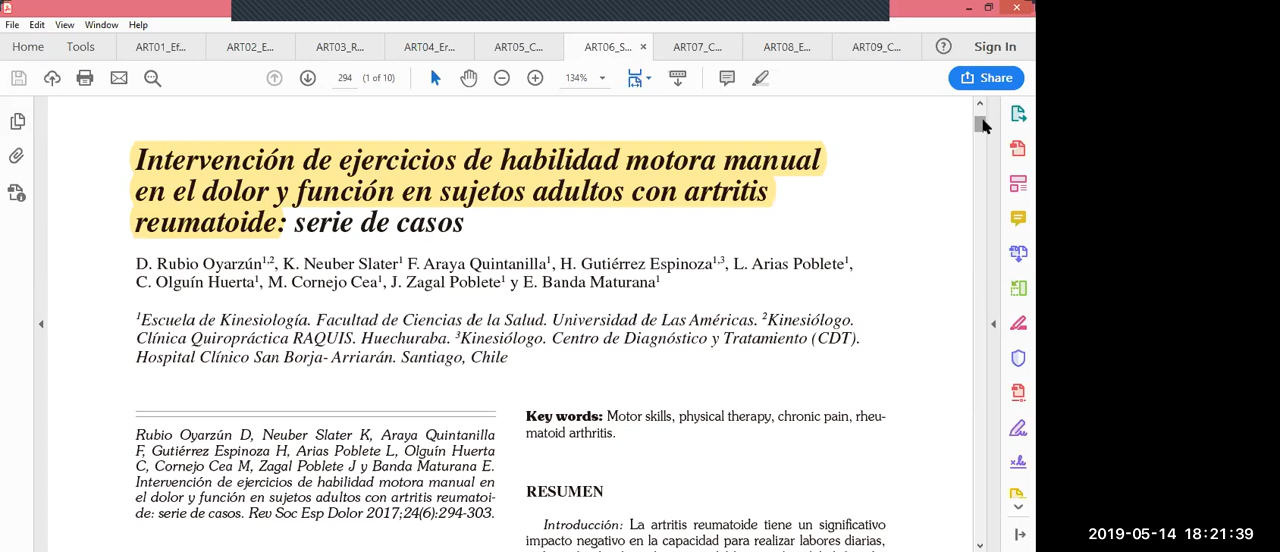 File Edit View Window Help
Home Tools ART01_Ef... ART02_E... ART03_R... ART04_Er... ART05_C... ART06_S... × ART07_C... ART08_E... ART09_C... Sign In
294 (1 of 10) 134% Share
Intervención de ejercicios de habilidad motora manual
en el dolor y función en sujetos adultos con artritis
reumatoide: serie de casos
D. Rubio Oyarzún1,2, K. Neuber Slater1 F. Araya Quintanilla1, H. Gutiérrez Espinoza1,3, L. Arias Poblete1,
C. Olguín Huerta1, M. Cornejo Cea1, J. Zagal Poblete1 y E. Banda Maturana1
1Escuela de Kinesiología. Facultad de Ciencias de la Salud. Universidad de Las Américas. 2Kinesiólogo.
Clínica Quiropráctica RAQUIS. Huechuraba. 3Kinesiólogo. Centro de Diagnóstico y Tratamiento (CDT).
Hospital Clínico San Borja- Arriarán. Santiago, Chile
Rubio Oyarzún D, Neuber Slater K, Araya Quintanilla
F, Gutiérrez Espinoza H, Arias Poblete L, Olguín Huerta
C, Cornejo Cea M, Zagal Poblete J y Banda Maturana E.
Intervención de ejercicios de habilidad motora manual en
el dolor y función en sujetos adultos con artritis reumatoi-
de: serie de casos. Rev Soc Esp Dolor 2017;24(6):294-303.
Key words: Motor skills, physical therapy, chronic pain, rheu-
matoid arthritis.
RESUMEN
Introducción: La artritis reumatoide tiene un significativo
impacto negativo en la capacidad para realizar labores diarias,
2019-05-14 18:21:39